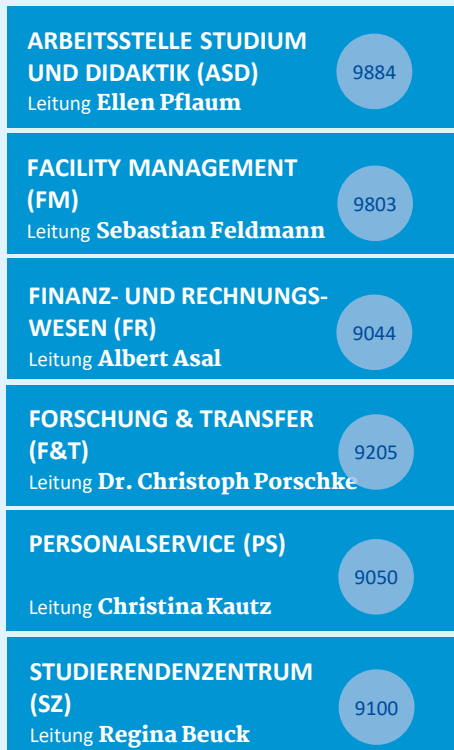 ARBEITSSTELLE STUDIUM
UND DIDAKTIK (ASD)
Leitung Ellen Pflaum
9884
FACILITY MANAGEMENT
(FM)
Leitung Sebastian Feldmann
9803
FINANZ- UND RECHNUNGS-
WESEN (FR)
Leitung Albert Asal
9044
FORSCHUNG & TRANSFER
(F&T)
Leitung Dr. Christoph Porschke
9205
PERSONALSERVICE (PS)
Leitung Christina Kautz
9050
STUDIERENDENZENTRUM
(SZ)
Leitung Regina Beuck
9100